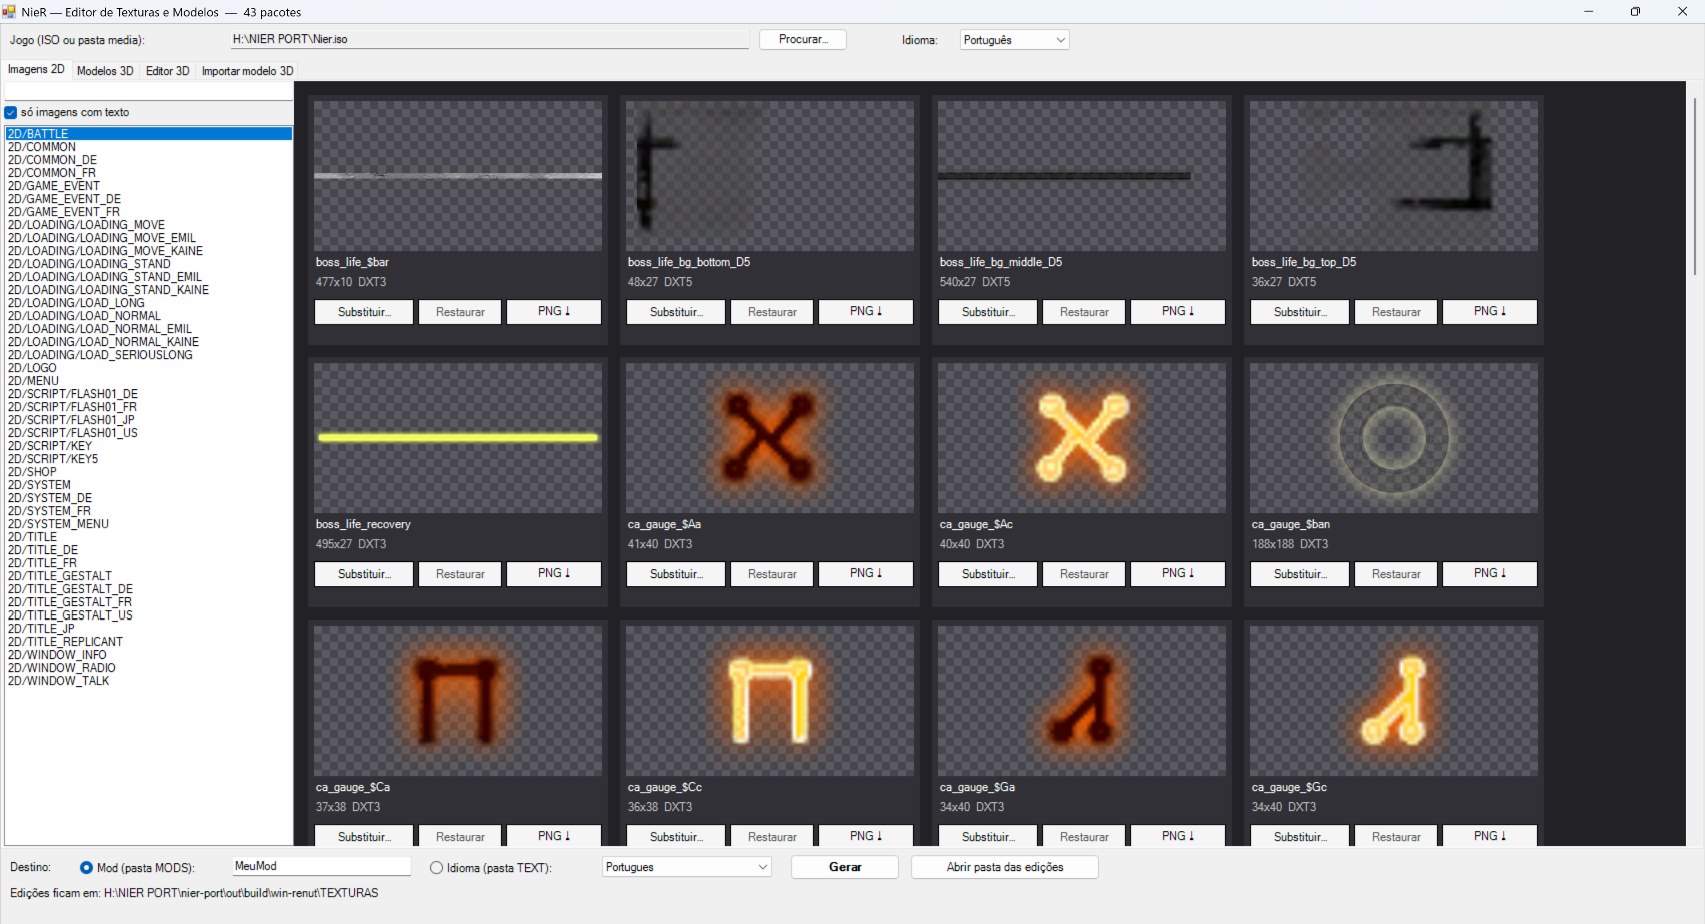 NieR — Editor de Texturas e Modelos — 43 pacotes
Jogo (ISO ou pasta media): H:\NIER PORT\Nier.iso Procurar... Idioma: Português
Imagens 2D Modelos 3D Editor 3D Importar modelo 3D
só imagens com texto
2D/BATTLE
2D/COMMON
2D/COMMON_DE
2D/COMMON_FR
2D/GAME_EVENT
2D/GAME_EVENT_DE
2D/GAME_EVENT_FR
2D/LOADING/LOADING_MOVE
2D/LOADING/LOADING_MOVE_EMIL
2D/LOADING/LOADING_MOVE_KAINE
2D/LOADING/LOADING_STAND
2D/LOADING/LOADING_STAND_EMIL
2D/LOADING/LOADING_STAND_KAINE
2D/LOADING/LOAD_LONG
2D/LOADING/LOAD_NORMAL
2D/LOADING/LOAD_NORMAL_EMIL
2D/LOADING/LOAD_NORMAL_KAINE
2D/LOADING/LOAD_SERIOUSLONG
2D/LOGO
2D/MENU
2D/SCRIPT/FLASH01_DE
2D/SCRIPT/FLASH01_FR
2D/SCRIPT/FLASH01_JP
2D/SCRIPT/FLASH01_US
2D/SCRIPT/KEY
2D/SCRIPT/KEY5
2D/SHOP
2D/SYSTEM
2D/SYSTEM_DE
2D/SYSTEM_FR
2D/SYSTEM_MENU
2D/TITLE
2D/TITLE_DE
2D/TITLE_FR
2D/TITLE_GESTALT
2D/TITLE_GESTALT_DE
2D/TITLE_GESTALT_FR
2D/TITLE_GESTALT_US
2D/TITLE_JP
2D/TITLE_REPLICANT
2D/WINDOW_INFO
2D/WINDOW_RADIO
2D/WINDOW_TALK
boss_life_$bar boss_life_bg_bottom_D5 boss_life_bg_middle_D5 boss_life_bg_top_D5
477x10 DXT3 48x27 DXT5 540x27 DXT5 36x27 DXT5
Substituir... Restaurar PNG ↓ Substituir... Restaurar PNG ↓ Substituir... Restaurar PNG ↓ Substituir... Restaurar PNG ↓
boss_life_recovery ca_gauge_$Aa ca_gauge_$Ac ca_gauge_$ban
495x27 DXT3 41x40 DXT3 40x40 DXT3 188x188 DXT3
Substituir... Restaurar PNG ↓ Substituir... Restaurar PNG ↓ Substituir... Restaurar PNG ↓ Substituir... Restaurar PNG ↓
ca_gauge_$Ca ca_gauge_$Cc ca_gauge_$Ga ca_gauge_$Gc
37x38 DXT3 36x38 DXT3 34x40 DXT3 34x40 DXT3
Substituir... Restaurar PNG ↓ Substituir... Restaurar PNG ↓ Substituir... Restaurar PNG ↓ Substituir... Restaurar PNG ↓
Destino: Mod (pasta MODS): MeuMod Idioma (pasta TEXT): Portugues Gerar Abrir pasta das edições
Edições ficam em: H:\NIER PORT\nier-port\out\build\win-renut\TEXTURAS